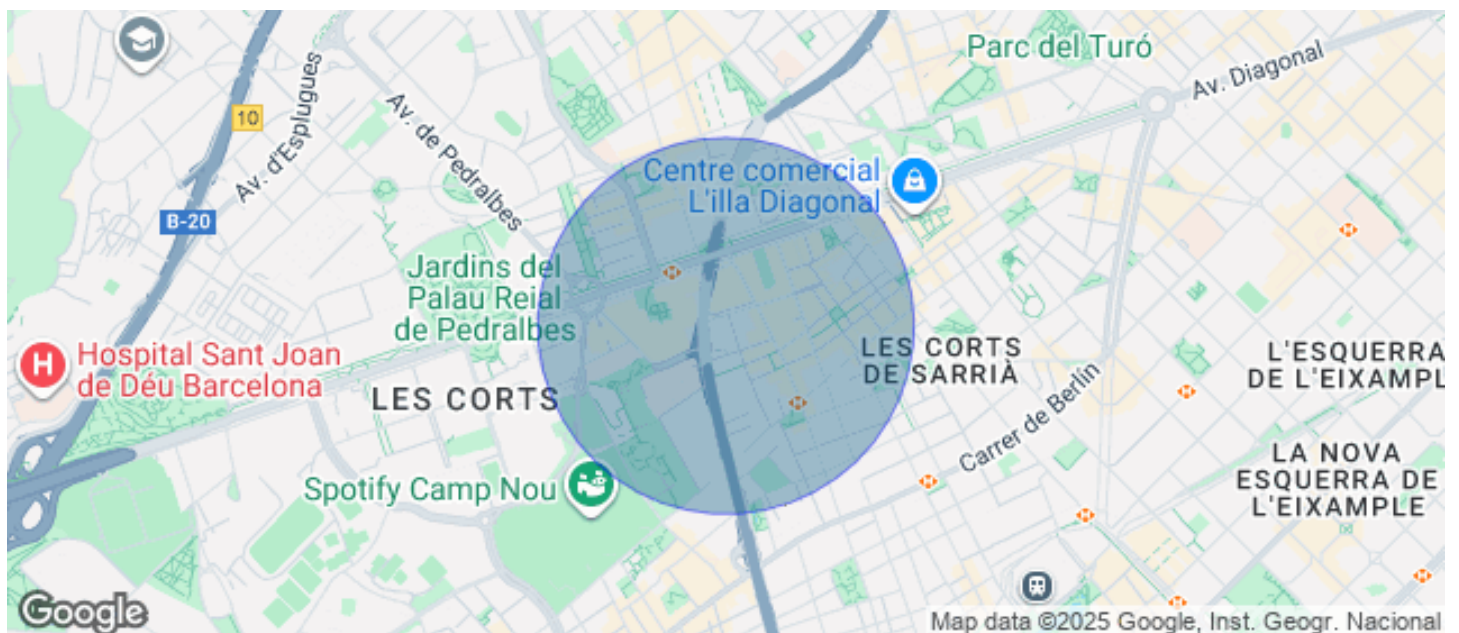 Parc del Turó
Av. Diagonal
10
Av. d'Esplugues
Av. de Pedralbes
Centre comercial
L'illa Diagonal
B-20
Jardins del
Palau Reial
de Pedralbes
H
Hospital Sant Joan
de Déu Barcelona
LES CORTS
LES CORTS
DE SARRIÀ
L'ESQUERRA
DE L'EIXAMPL
Carrer de Berlín
Spotify Camp Nou
LA NOVA
ESQUERRA DE
L'EIXAMPLE
Google
Map data ©2025 Google, Inst. Geogr. Nacional